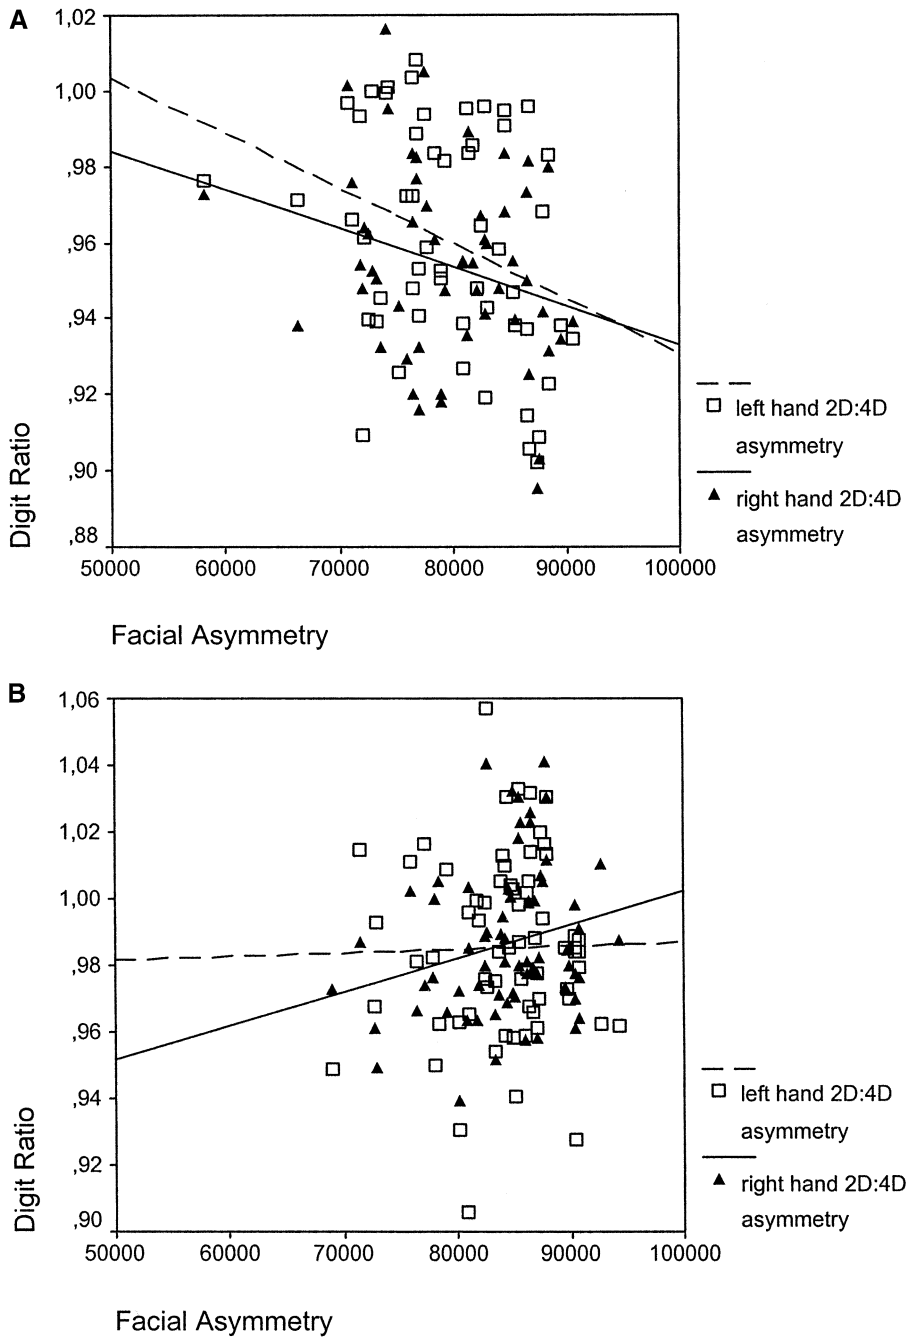 A
1,02
1,00
,98
,96
,94
,92
,90
,88
Digit Ratio
50000 60000 70000 80000 90000 100000
Facial Asymmetry
left hand 2D:4D
asymmetry
right hand 2D:4D
asymmetry
B
1,06
1,04
1,02
1,00
,98
,96
,94
,92
,90
Digit Ratio
50000 60000 70000 80000 90000 100000
Facial Asymmetry
left hand 2D:4D
asymmetry
right hand 2D:4D
asymmetry